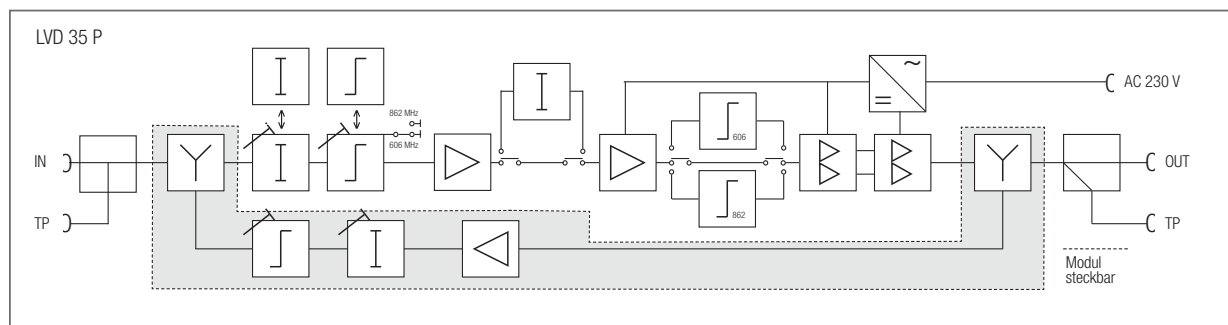 LVD 35 P
862 MHz
606 MHz
606
AC 230 V
IN
OUT
TP
862
TP
Modul
steckbar